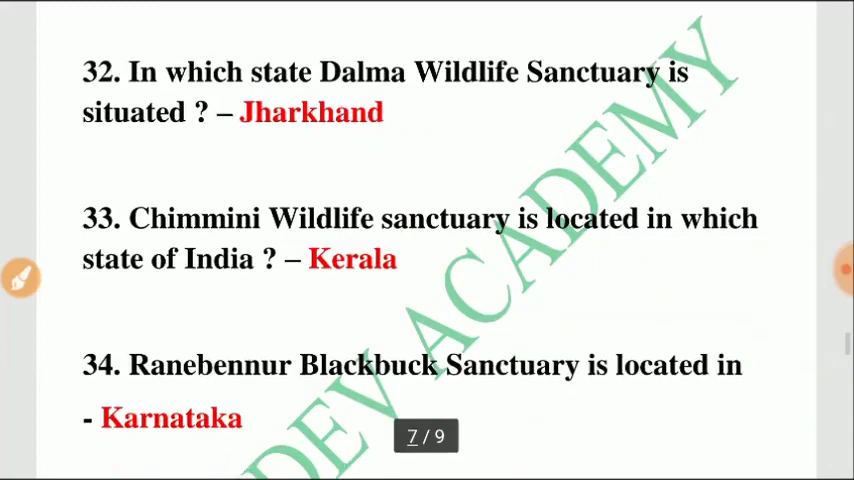 32. In which state Dalma Wildlife Sanctuary is
situated ? – Jharkhand
33. Chimmini Wildlife sanctuary is located in which
state of India ? – Kerala
34. Ranebennur Blackbuck Sanctuary is located in
- Karnataka
DEV ACADEMY
7 / 9